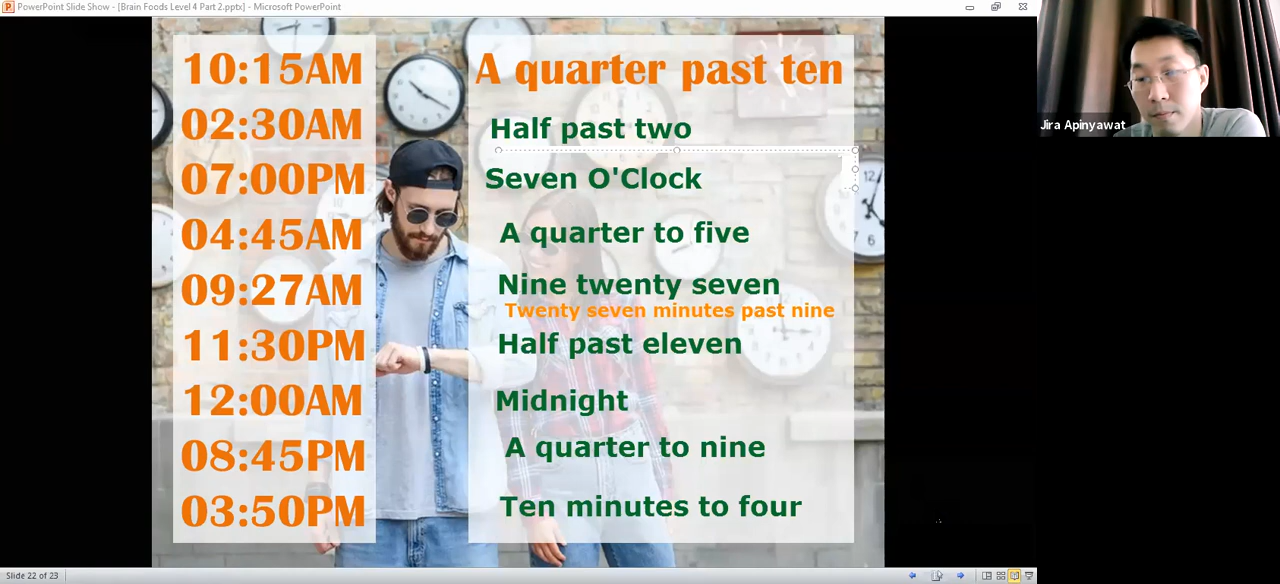 PowerPoint Slide Show - [Brain Foods Level 4 Part 2.pptx] - Microsoft PowerPoint
10:15AM A quarter past ten
02:30AM Half past two
07:00PM Seven O'Clock
04:45AM A quarter to five
09:27AM Nine twenty seven
Twenty seven minutes past nine
11:30PM Half past eleven
12:00AM Midnight
08:45PM A quarter to nine
03:50PM Ten minutes to four
Jira Apinyawat
Slide 22 of 23